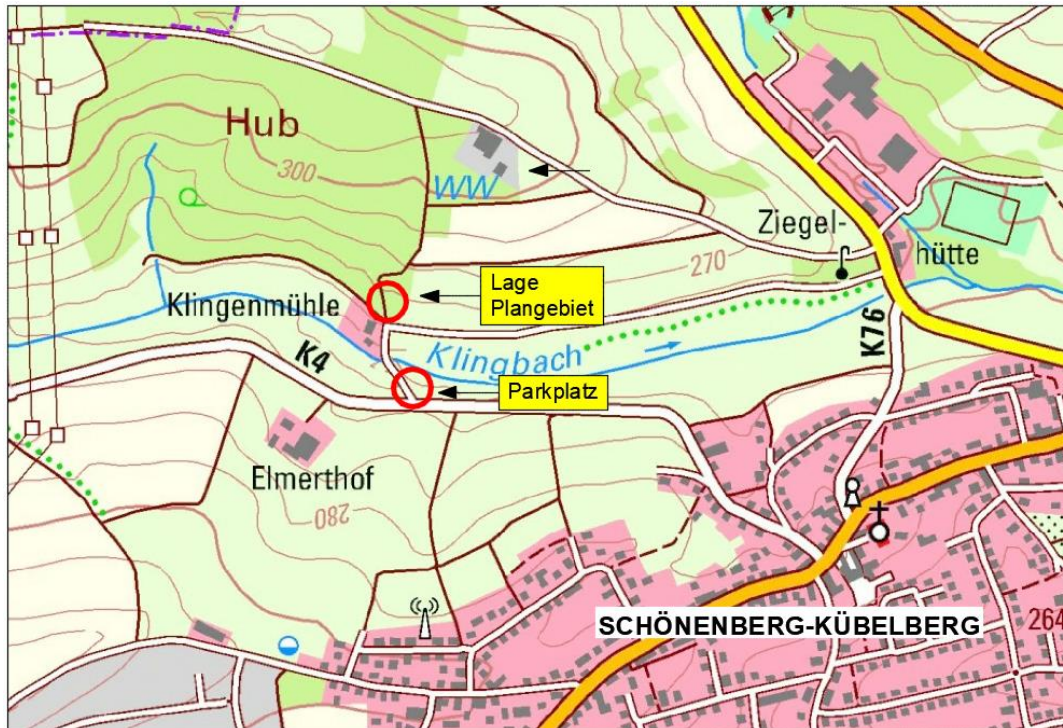 Hub
300
WW
Ziegel-
hütte
270
Lage
Plangebiet
Klingenmühle
K4
Klingbach
K76
Parkplatz
Elmerthof
280
SCHÖNENBERG-KÜBELBERG
264